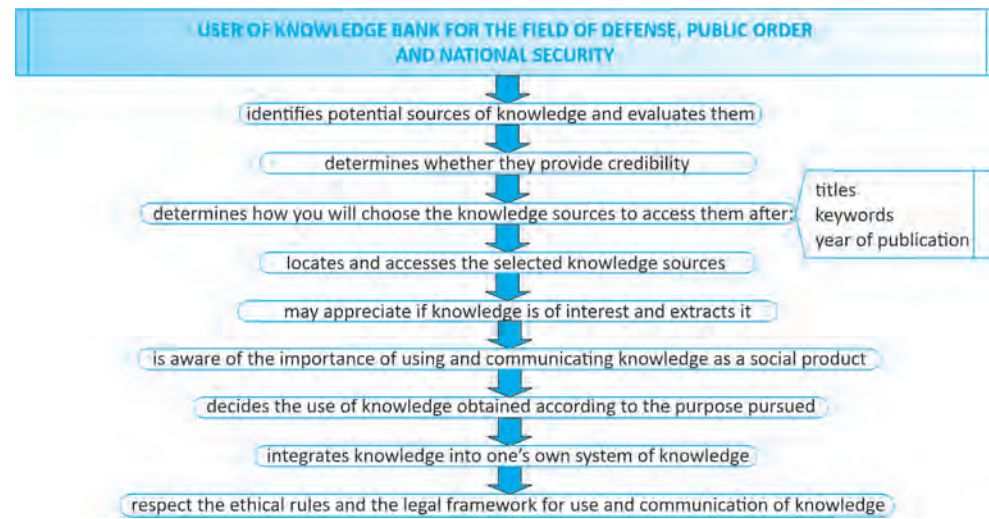 USER OF KNOWLEDGE BANK FOR THE FIELD OF DEFENSE, PUBLIC ORDER
AND NATIONAL SECURITY
identifies potential sources of knowledge and evaluates them
determines whether they provide credibility
determines how you will choose the knowledge sources to access them after:
titles
keywords
year of publication
locates and accesses the selected knowledge sources
may appreciate if knowledge is of interest and extracts it
is aware of the importance of using and communicating knowledge as a social product
decides the use of knowledge obtained according to the purpose pursued
integrates knowledge into one's own system of knowledge
respect the ethical rules and the legal framework for use and communication of knowledge